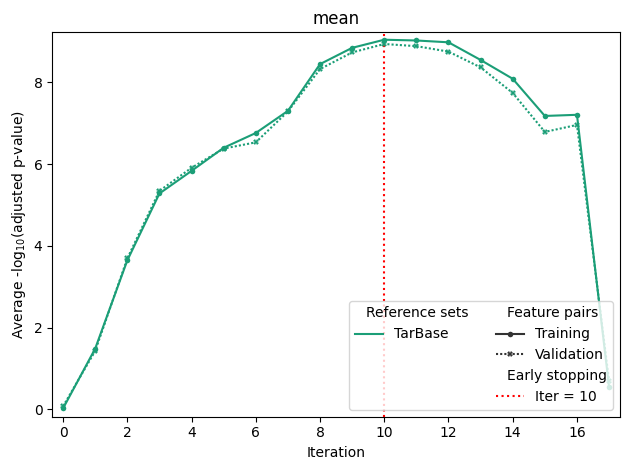 mean
Average -log10(adjusted p-value)
8
6
4
2
0
Reference sets
TarBase
Feature pairs
Training
Validation
Early stopping
Iter = 10
0 2 4 6 8 10 12 14 16
Iteration